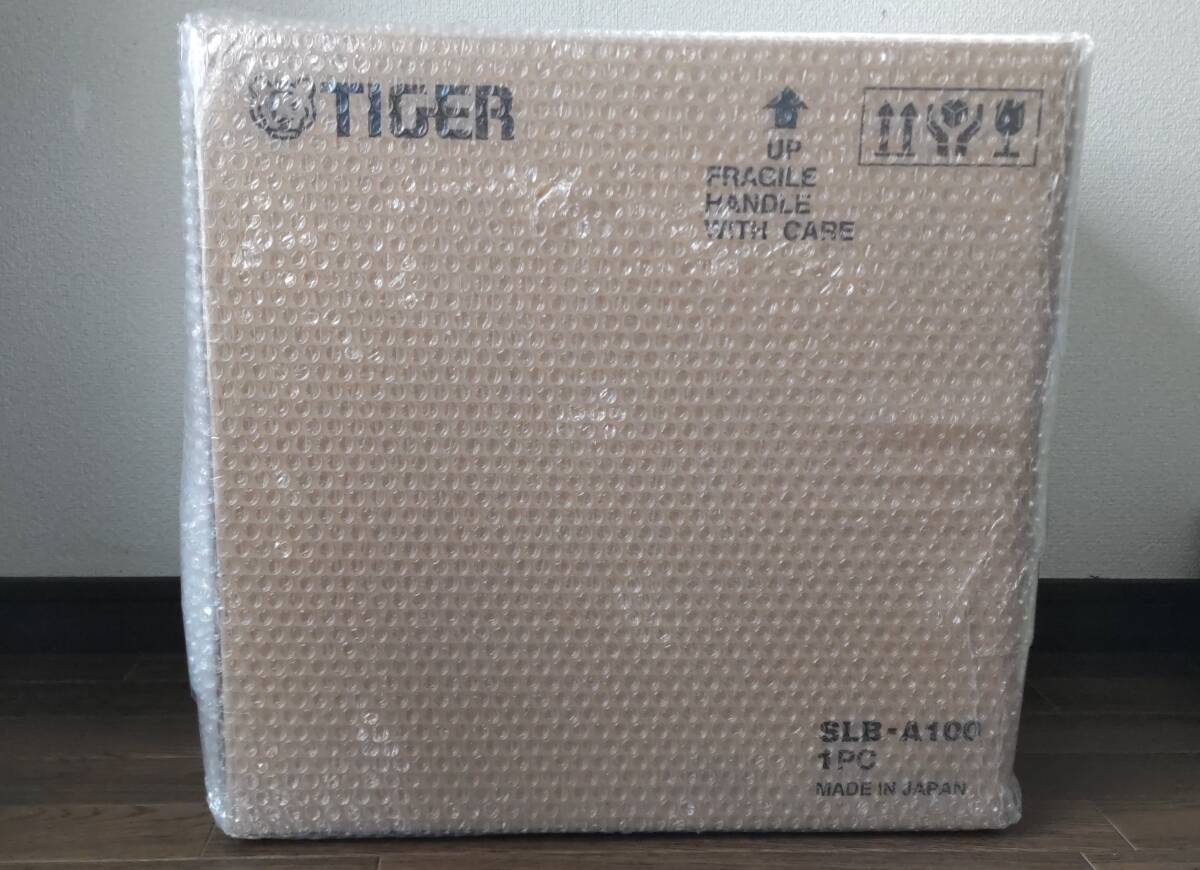 TIGER
UP
FRAGILE
HANDLE
WITH CARE
SLB-A100
1PC
MADE IN JAPAN